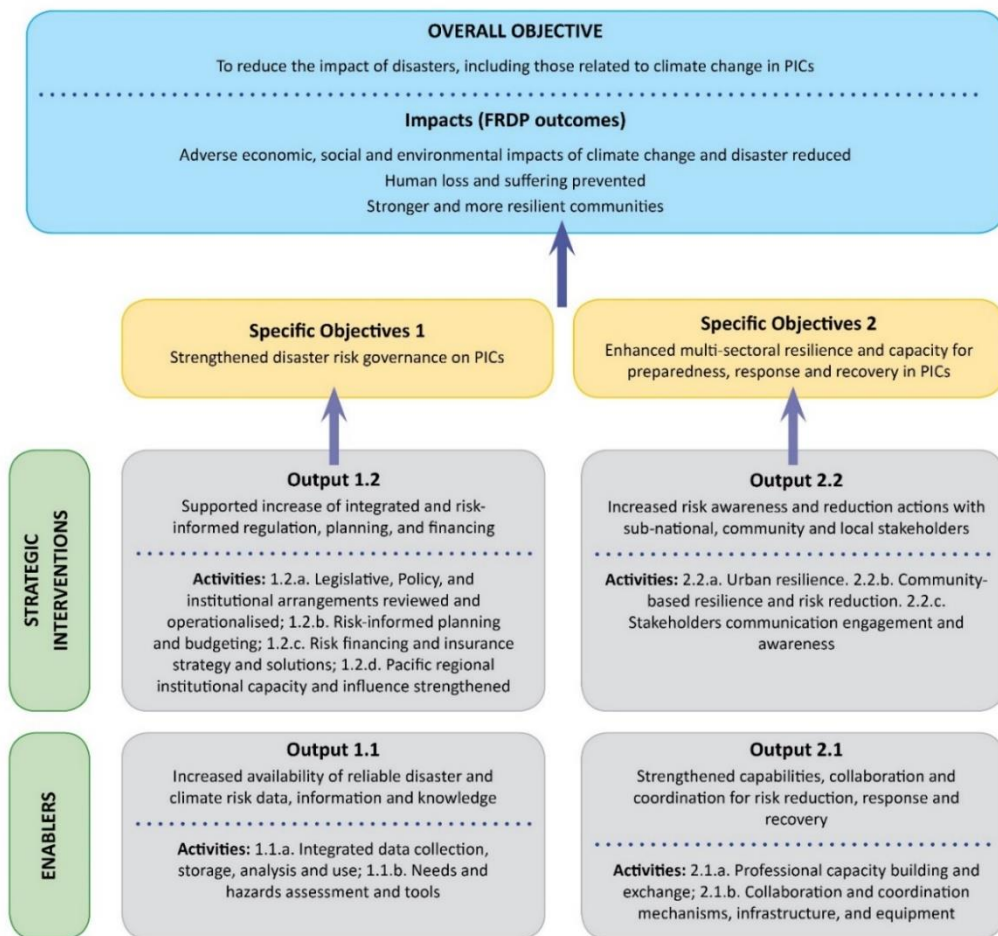 OVERALL OBJECTIVE
To reduce the impact of disasters, including those related to climate change in PICs
Impacts (FRDP outcomes)
Adverse economic, social and environmental impacts of climate change and disaster reduced
Human loss and suffering prevented
Stronger and more resilient communities
Specific Objectives 1
Strengthened disaster risk governance on PICs
Specific Objectives 2
Enhanced multi-sectoral resilience and capacity for
preparedness, response and recovery in PICs
STRATEGIC
INTERVENTIONS
Output 1.2
Supported increase of integrated and risk-
informed regulation, planning, and financing
Activities: 1.2.a. Legislative, Policy, and
institutional arrangements reviewed and
operationalised; 1.2.b. Risk-informed planning
and budgeting; 1.2.c. Risk financing and insurance
strategy and solutions; 1.2.d. Pacific regional
institutional capacity and influence strengthened
Output 2.2
Increased risk awareness and reduction actions with
sub-national, community and local stakeholders
Activities: 2.2.a. Urban resilience. 2.2.b. Community-
based resilience and risk reduction. 2.2.c.
Stakeholders communication engagement and
awareness
ENABLERS
Output 1.1
Increased availability of reliable disaster and
climate risk data, information and knowledge
Activities: 1.1.a. Integrated data collection,
storage, analysis and use; 1.1.b. Needs and
hazards assessment and tools
Output 2.1
Strengthened capabilities, collaboration and
coordination for risk reduction, response and
recovery
Activities: 2.1.a. Professional capacity building and
exchange; 2.1.b. Collaboration and coordination
mechanisms, infrastructure, and equipment